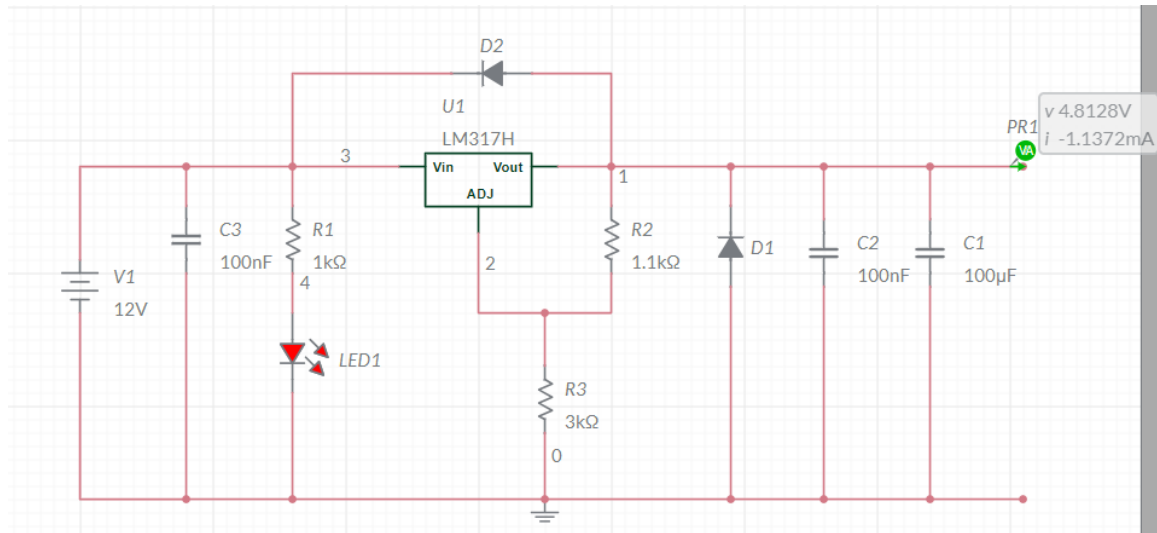 D2
U1
LM317H
PR1
v 4.8128V
i -1.1372mA
VA
3
Vin
Vout
ADJ
1
C3
100nF
R1
1kΩ
4
2
R2
1.1kΩ
D1
C2
100nF
C1
100µF
V1
12V
LED1
R3
3kΩ
0